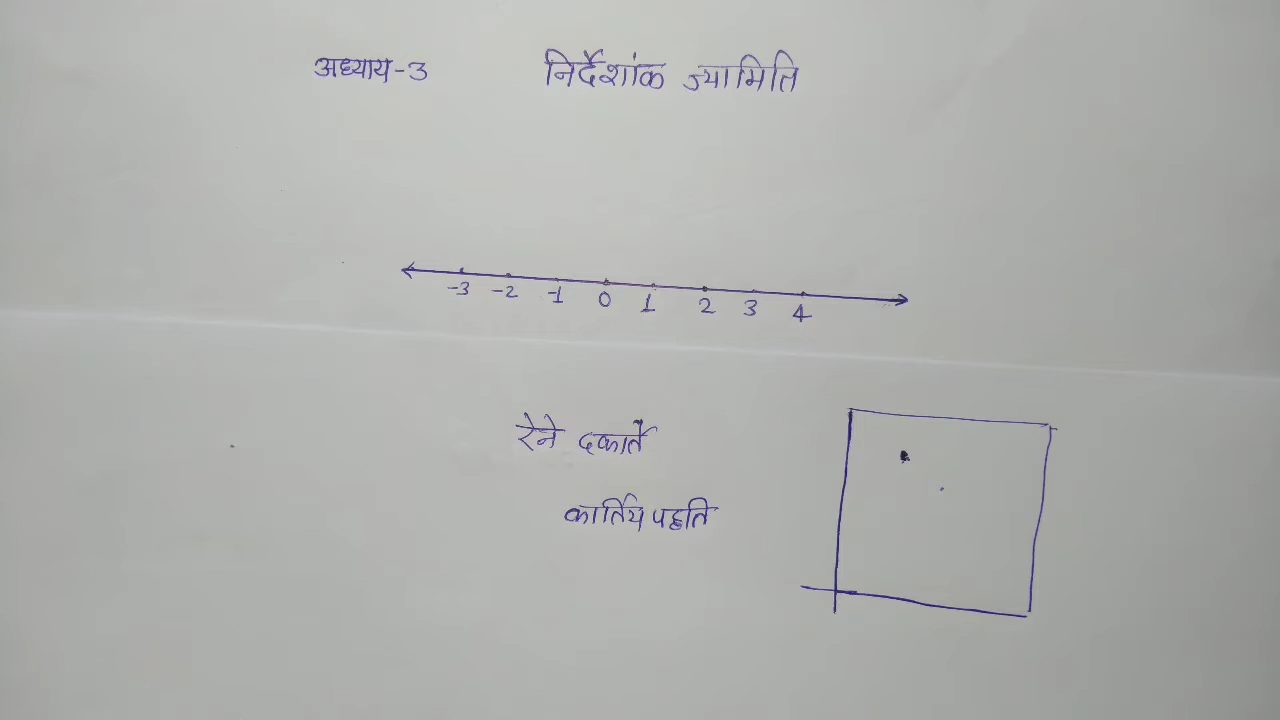 अध्याय-3 निर्देशांक ज्यामिति
-3 -2 -1 0 1 2 3 4
रेने दकार्ते
कार्तिय पद्धति